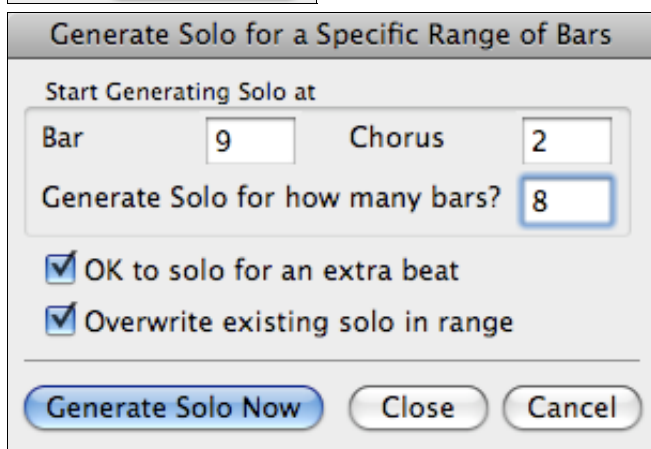 Generate Solo for a Specific Range of Bars
Start Generating Solo at
Bar 9 Chorus 2
Generate Solo for how many bars? 8
OK to solo for an extra beat
Overwrite existing solo in range
Generate Solo Now Close Cancel